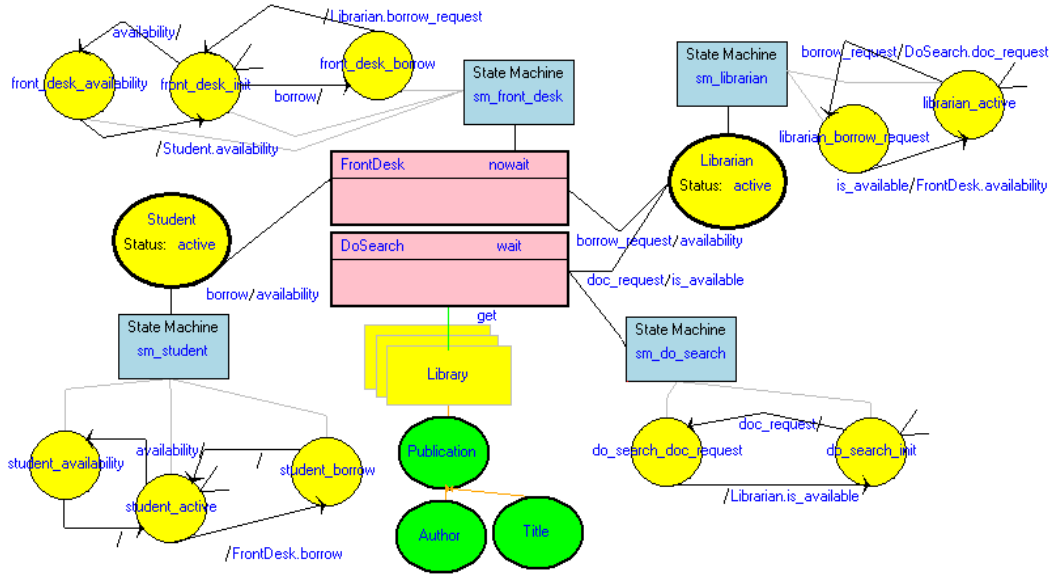 /Librarian.borrow_request
availability/
front_desk_availability
front_desk_init
front_desk_borrow
borrow/
/Student.availability
State Machine
sm_front_desk
State Machine
sm_librarian
borrow_request/DoSearch.doc_request
librarian_active
librarian_borrow_request
is_available/FrontDesk.availability
FrontDesk nowait
Librarian
Status: active
Student
Status: active
borrow_request/availability
DoSearch wait
doc_request/is_available
borrow/availability
get
State Machine
sm_student
State Machine
sm_do_search
Library
availability/
/
student_availability
student_borrow
student_active
/
/FrontDesk.borrow
Publication
Author
Title
doc_request/
do_search_doc_request
do_search_init
/Librarian.is_available